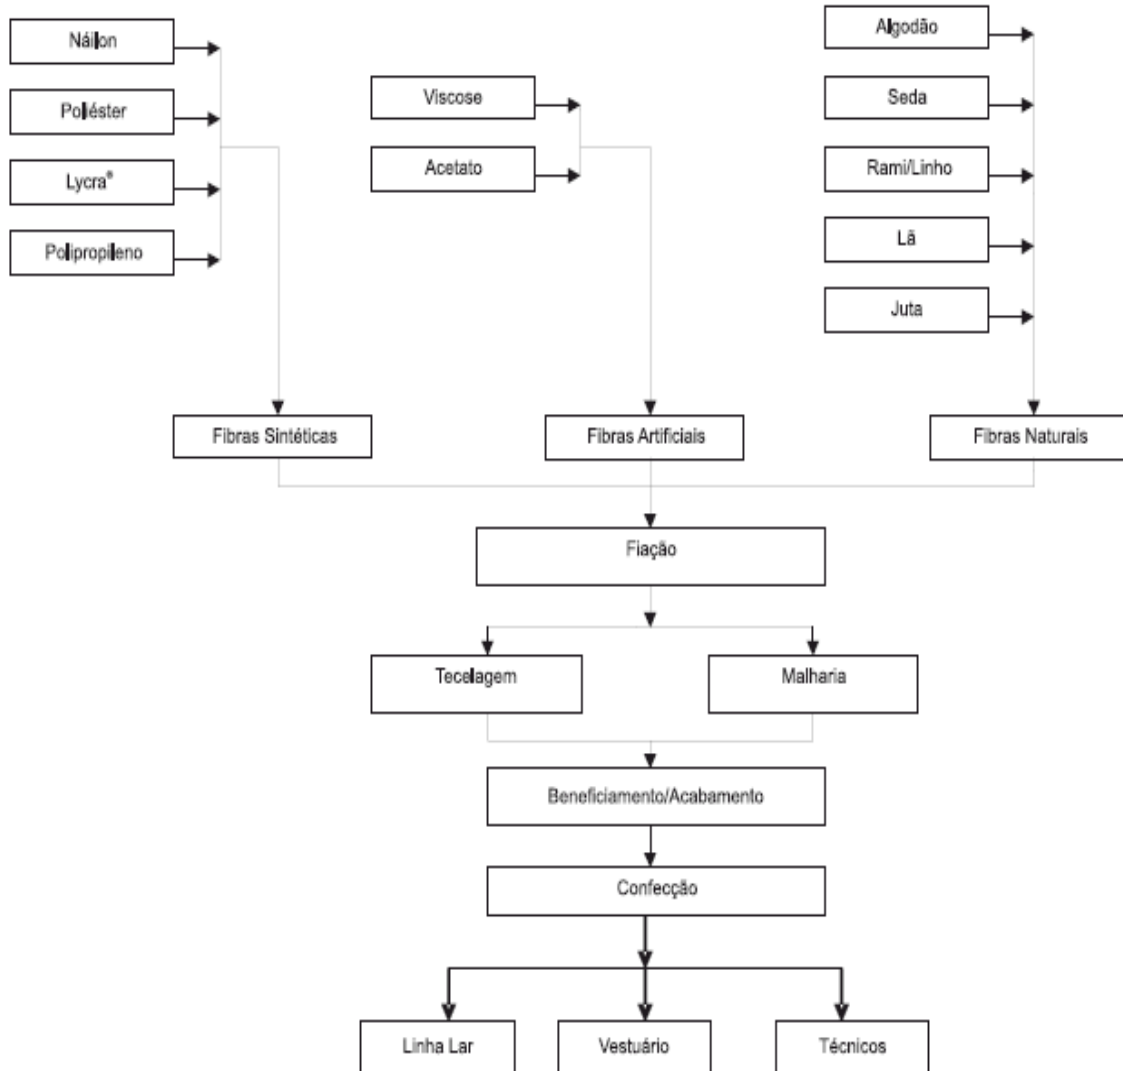 Náilon
Poliéster
Lycra®
Polipropileno
Viscose
Acetato
Algodão
Seda
Rami/Linho
Lã
Juta
Fibras Sintéticas
Fibras Artificiais
Fibras Naturais
Fiação
Tecelagem
Malharia
Beneficiamento/Acabamento
Confecção
Linha Lar
Vestuário
Técnicos